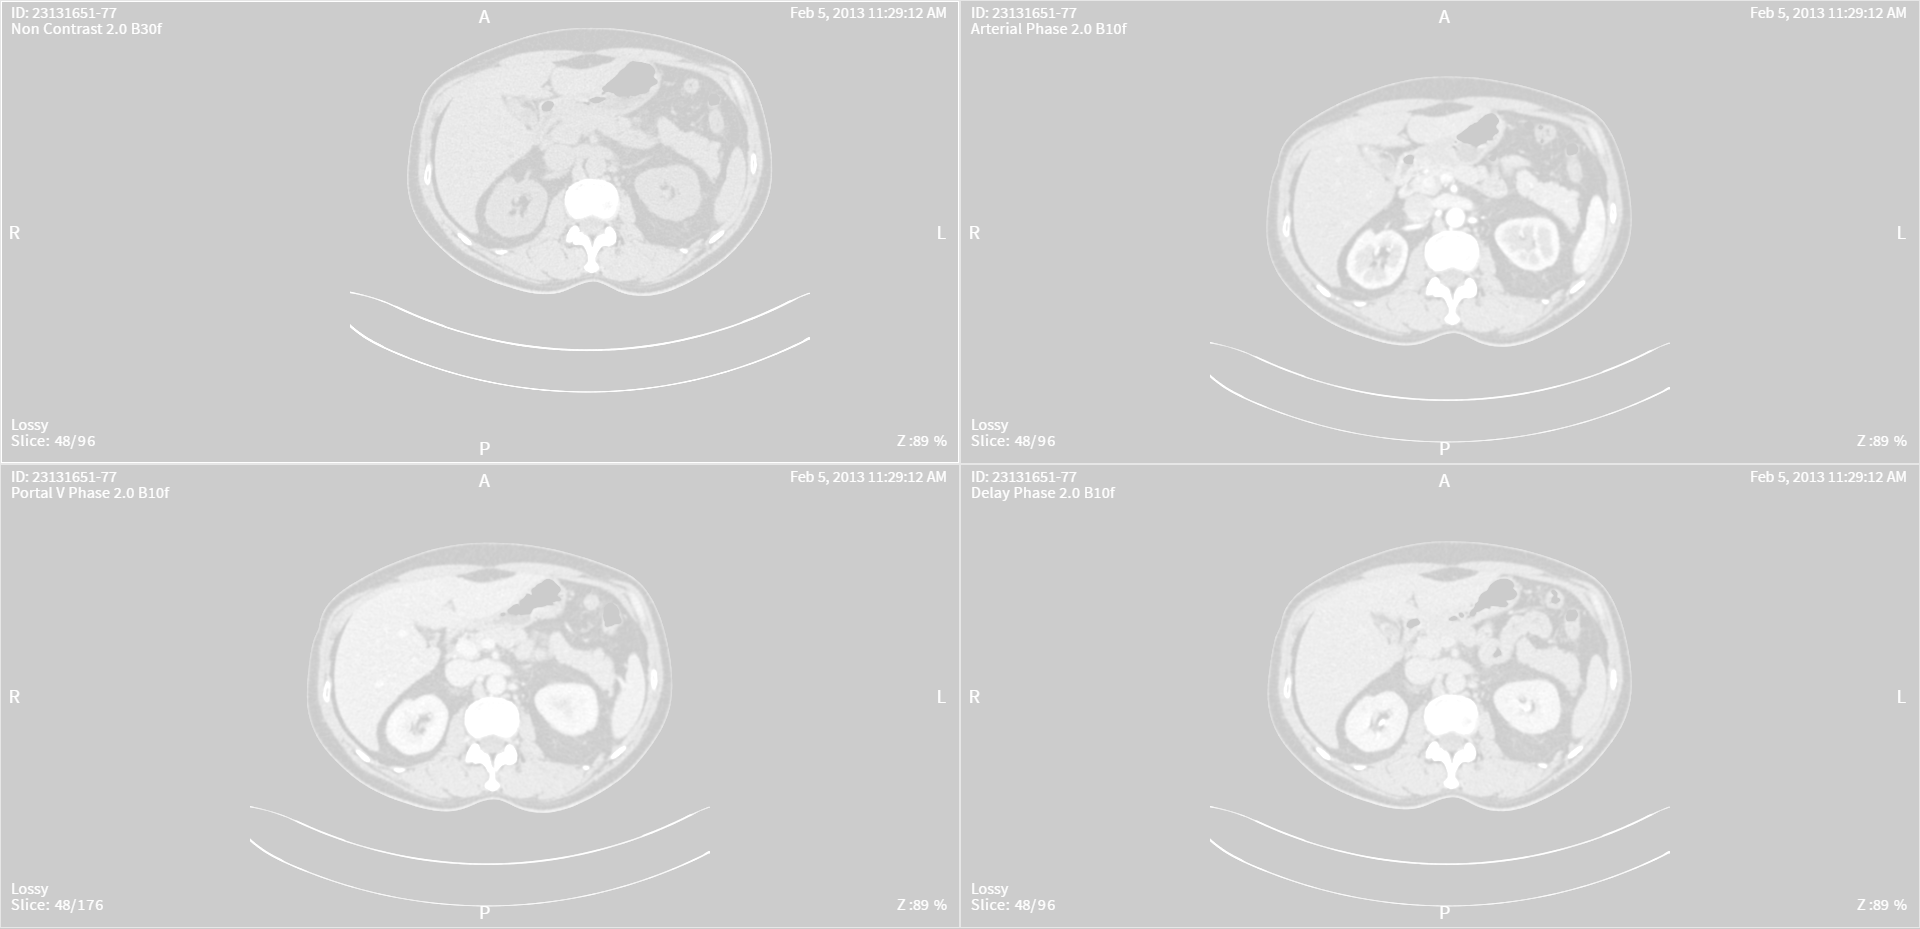 ID: 23131651-77
Non Contrast 2.0 B30f
A
Feb 5, 2013 11:29:12 AM
R
L
Lossy
Slice: 48/96
P
Z :89 %
ID: 23131651-77
Arterial Phase 2.0 B10f
A
Feb 5, 2013 11:29:12 AM
R
L
Lossy
Slice: 48/96
P
Z :89 %
ID: 23131651-77
Portal V Phase 2.0 B10f
A
Feb 5, 2013 11:29:12 AM
R
L
Lossy
Slice: 48/176
P
Z :89 %
ID: 23131651-77
Delay Phase 2.0 B10f
A
Feb 5, 2013 11:29:12 AM
R
L
Lossy
Slice: 48/96
P
Z :89 %